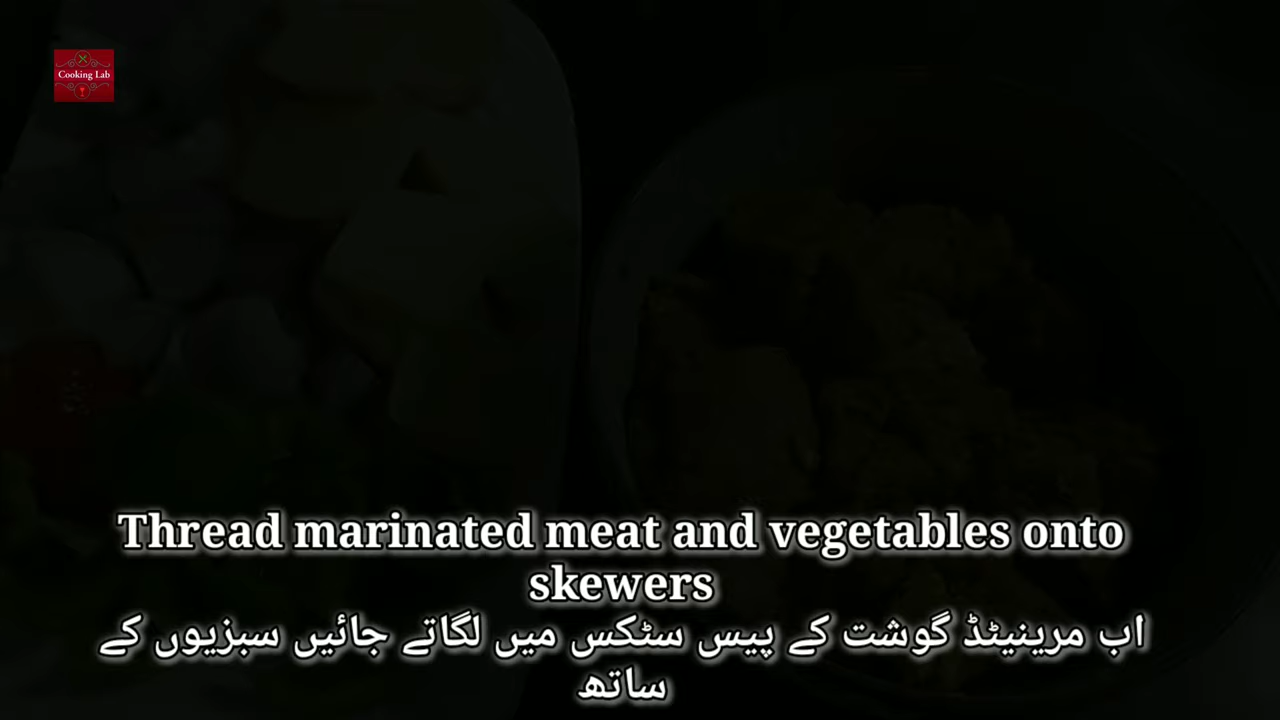 Cooking Lab
Thread marinated meat and vegetables onto
skewers
اب مرینیٹڈ گوشت کے پیس سٹکس میں لگاتے جائیں سبزیوں کے
ساتھ